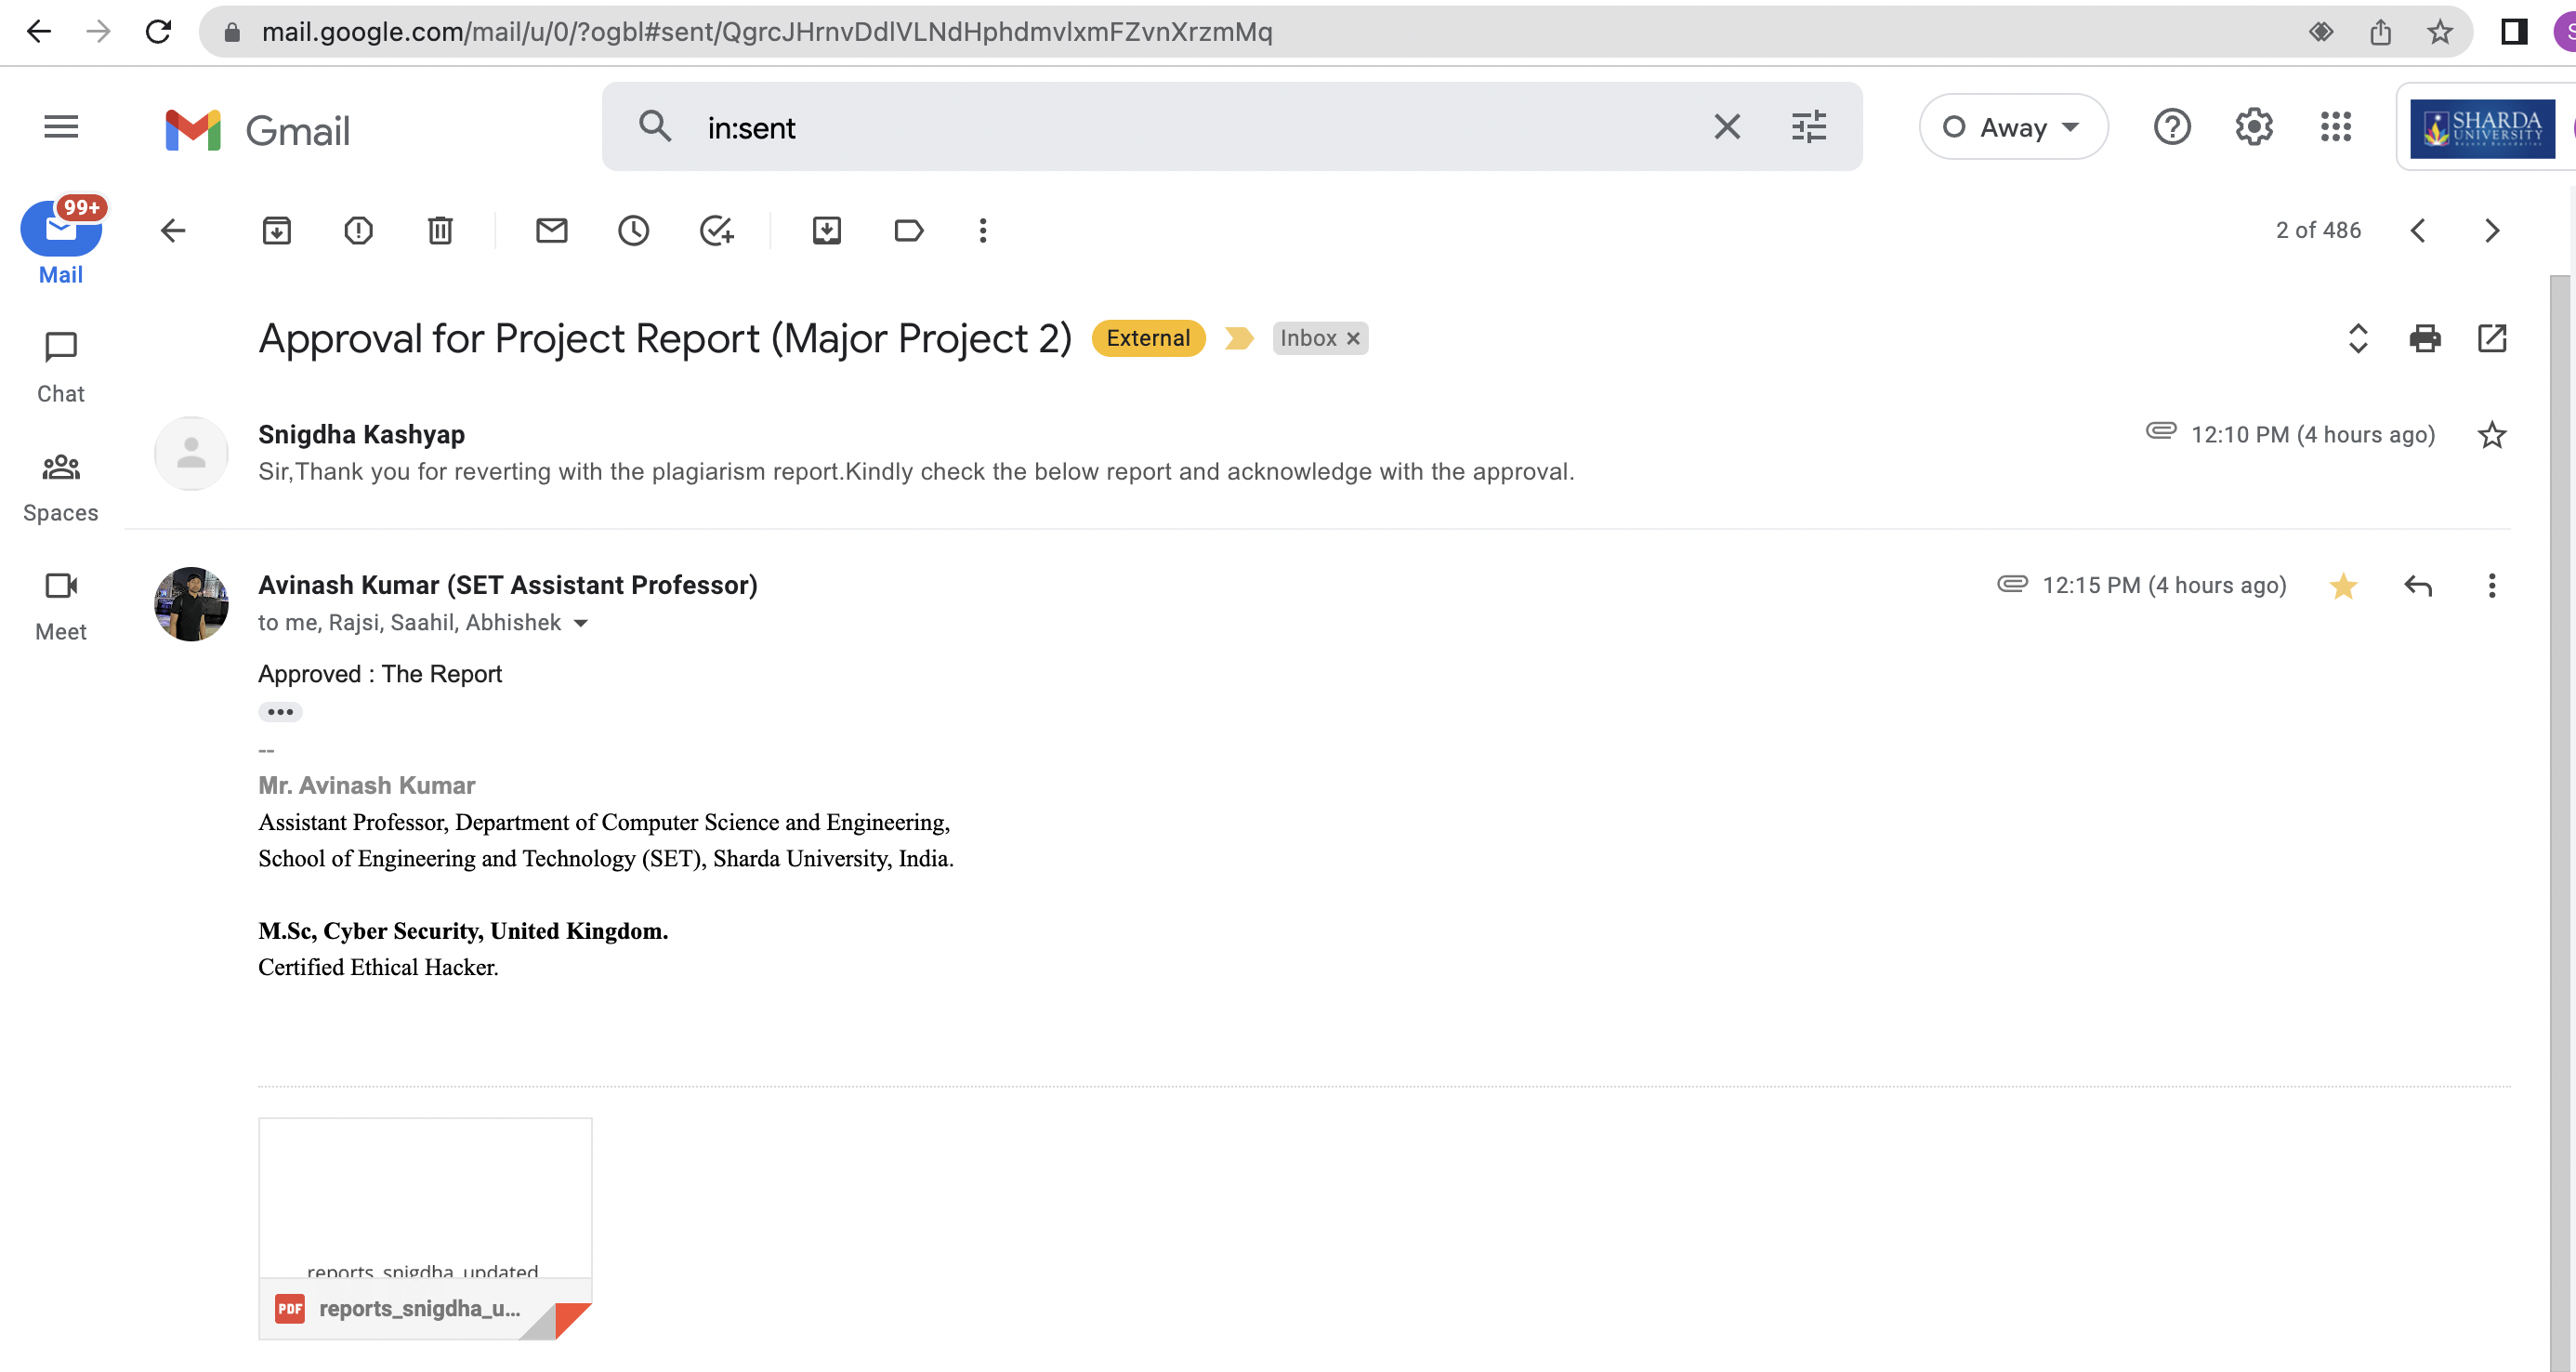 mail.google.com/mail/u/0/?ogbl#sent/QgrcJHrnvDdlVLNdHphdmvlxmFZvnXrzmMq
S
Gmail
in:sent
Away
SHARDA
UNIVERSITY
Beyond Boundaries
99+
Mail
2 of 486
Approval for Project Report (Major Project 2)
External
Inbox ×
Chat
Snigdha Kashyap
12:10 PM (4 hours ago)
Sir,Thank you for reverting with the plagiarism report.Kindly check the below report and acknowledge with the approval.
Spaces
Avinash Kumar (SET Assistant Professor)
12:15 PM (4 hours ago)
to me, Rajsi, Saahil, Abhishek
Meet
Approved : The Report
•••
--
Mr. Avinash Kumar
Assistant Professor, Department of Computer Science and Engineering,
School of Engineering and Technology (SET), Sharda University, India.
M.Sc, Cyber Security, United Kingdom.
Certified Ethical Hacker.
reports_snigdha_updated
PDF
reports_snigdha_u...